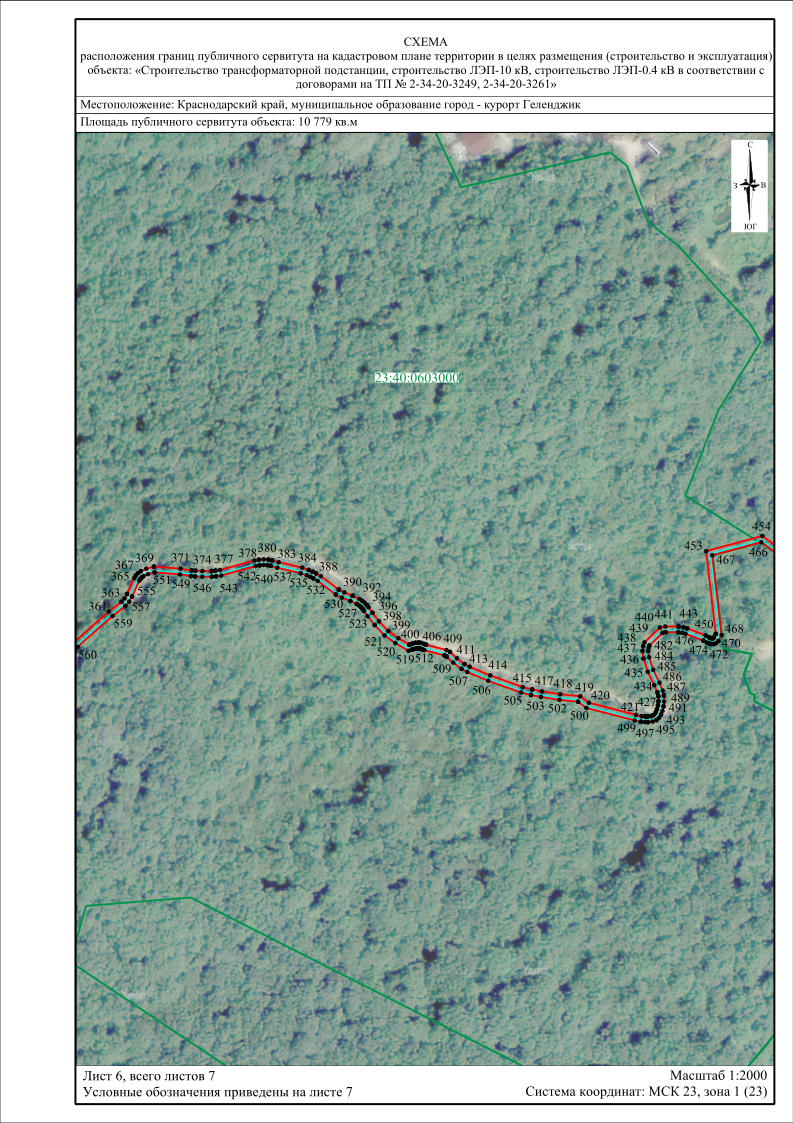 СХЕМА
расположения границ публичного сервитута на кадастровом плане территории в целях размещения (строительство и эксплуатация)
объекта: «Строительство трансформаторной подстанции, строительство ЛЭП-10 кВ, строительство ЛЭП-0.4 кВ в соответствии с
договорами на ТП № 2-34-20-3249, 2-34-20-3261»
Местоположение: Краснодарский край, муниципальное образование город - курорт Геленджик
Площадь публичного сервитута объекта: 10 779 кв.м
С
З В
ЮГ
23:40:0603000
454
453
466
467
378 380
369 371 374 377 383 384
367 388
365 551 549 546 543 542 540 537 535 532
363 555 390 392
361 557 530 527 394
559 523 396
560 398
521 399
520 400 406 409
519 512 411
509 413
507 414
506 415 417 418 419
505 503 502 420
500 421
499 497 495
493
491
489
427
487
434 486
435 485
436 484
437 482
438
439
440 441 443
476 450 468
474 472 470
Лист 6, всего листов 7
Масштаб 1:2000
Условные обозначения приведены на листе 7
Система координат: МСК 23, зона 1 (23)